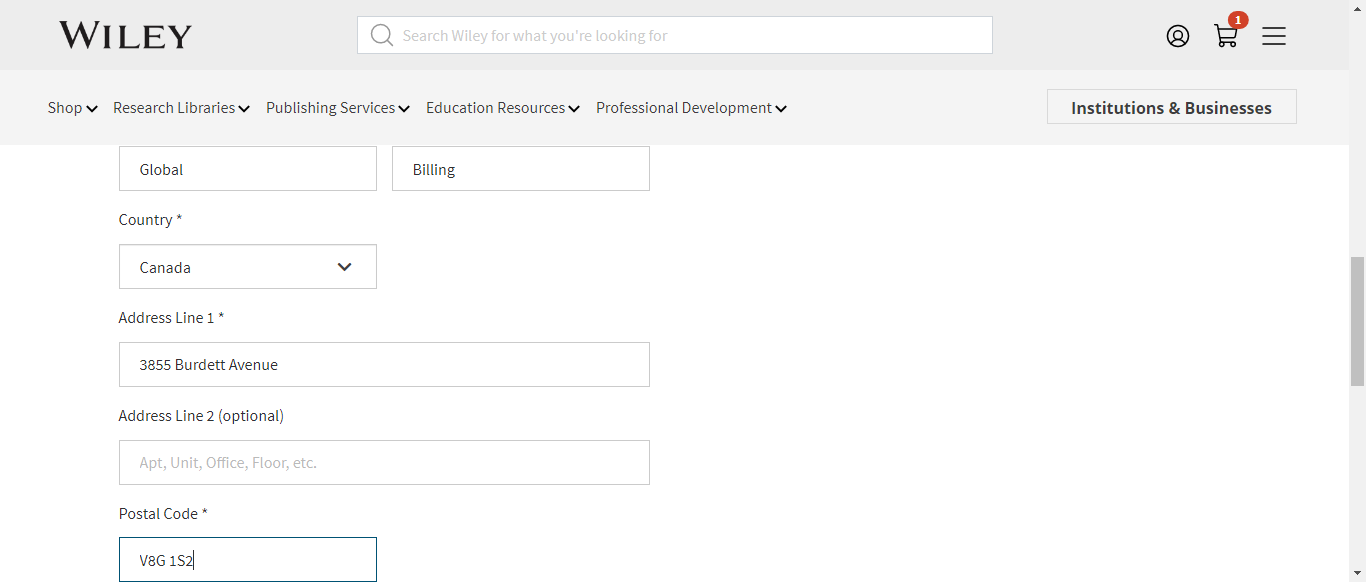 WILEY
Search Wiley for what you're looking for
1
Shop Research Libraries Publishing Services Education Resources Professional Development Institutions & Businesses
Global Billing
Country *
Canada
Address Line 1 *
3855 Burdett Avenue
Address Line 2 (optional)
Apt, Unit, Office, Floor, etc.
Postal Code *
V8G 1S2